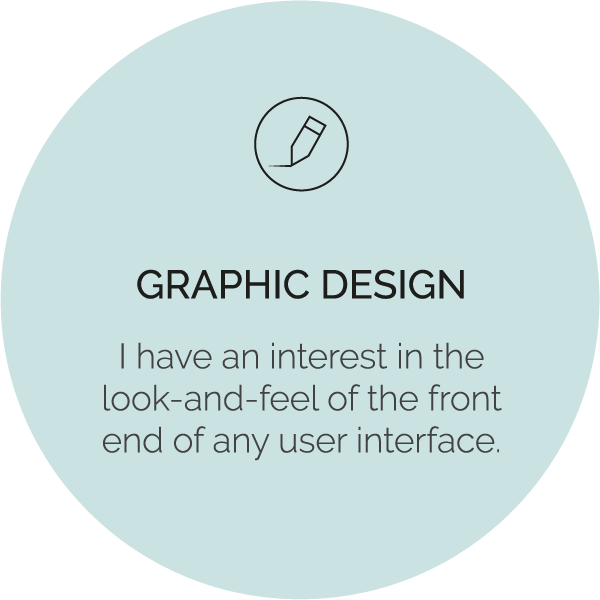 GRAPHIC DESIGN
I have an interest in the
look-and-feel of the front
end of any user interface.